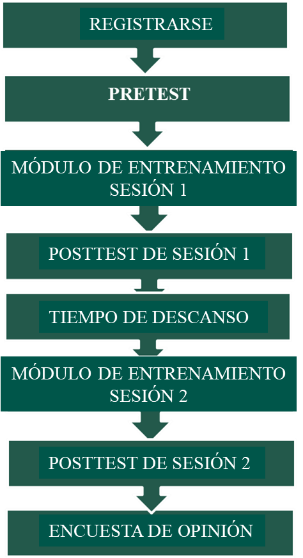 REGISTRARSE
PRETEST
MÓDULO DE ENTRENAMIENTO
SESIÓN 1
POSTTEST DE SESIÓN 1
TIEMPO DE DESCANSO
MÓDULO DE ENTRENAMIENTO
SESIÓN 2
POSTTEST DE SESIÓN 2
ENCUESTA DE OPINIÓN